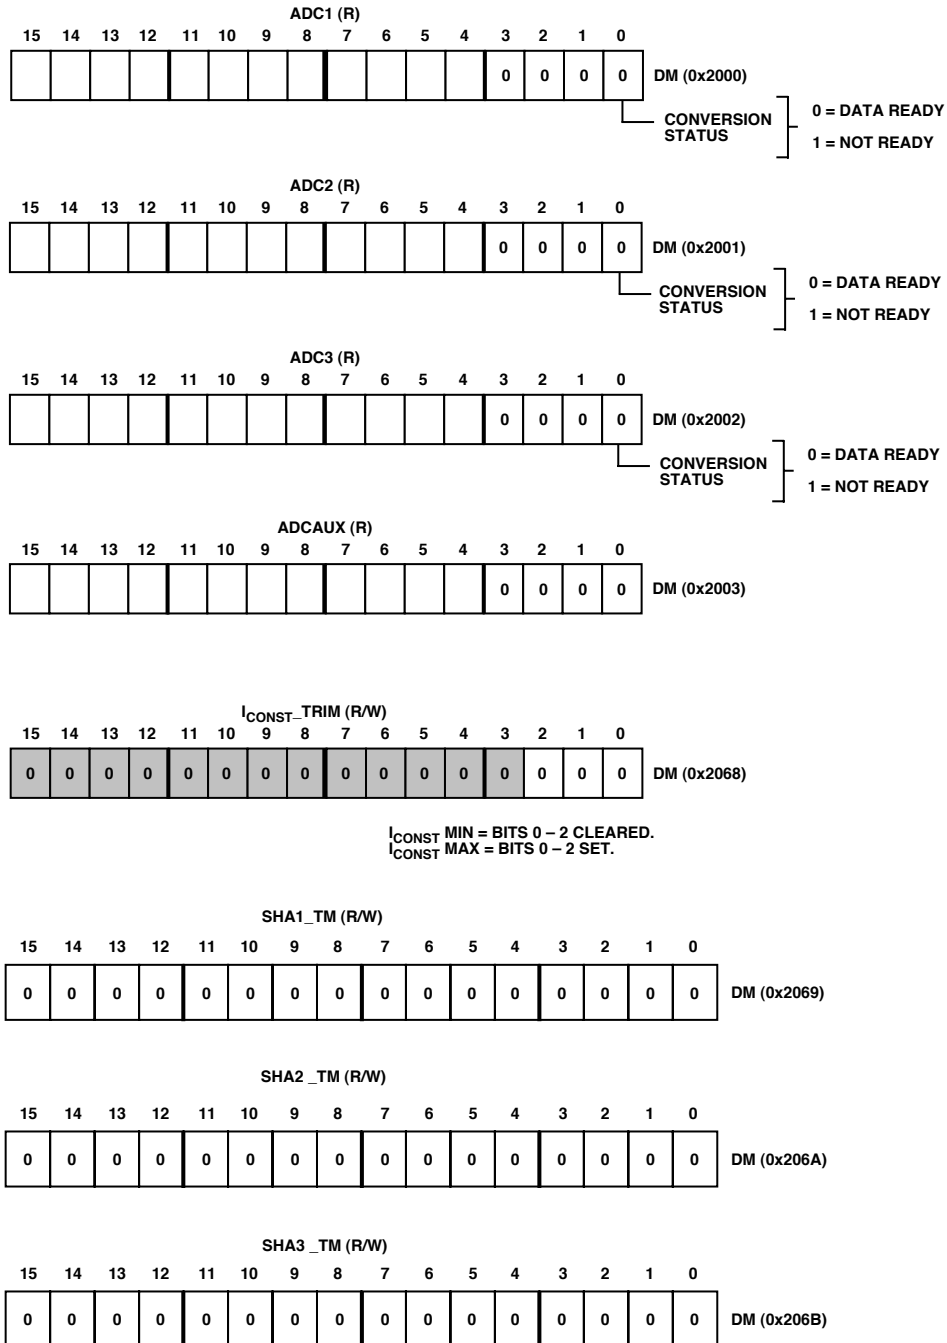 ADC1 (R)
15 14 13 12 11 10 9 8 7 6 5 4 3 2 1 0
0 0 0 0 DM (0x2000)
CONVERSION STATUS
0 = DATA READY
1 = NOT READY
ADC2 (R)
15 14 13 12 11 10 9 8 7 6 5 4 3 2 1 0
0 0 0 0 DM (0x2001)
CONVERSION STATUS
0 = DATA READY
1 = NOT READY
ADC3 (R)
15 14 13 12 11 10 9 8 7 6 5 4 3 2 1 0
0 0 0 0 DM (0x2002)
CONVERSION STATUS
0 = DATA READY
1 = NOT READY
ADCAUX (R)
15 14 13 12 11 10 9 8 7 6 5 4 3 2 1 0
0 0 0 0 DM (0x2003)
ICONST_TRIM (R/W)
15 14 13 12 11 10 9 8 7 6 5 4 3 2 1 0
0 0 0 0 0 0 0 0 0 0 0 0 0 0 0 0 DM (0x2068)
ICONST MIN = BITS 0 – 2 CLEARED.
ICONST MAX = BITS 0 – 2 SET.
SHA1_TM (R/W)
15 14 13 12 11 10 9 8 7 6 5 4 3 2 1 0
0 0 0 0 0 0 0 0 0 0 0 0 0 0 0 0 DM (0x2069)
SHA2 _TM (R/W)
15 14 13 12 11 10 9 8 7 6 5 4 3 2 1 0
0 0 0 0 0 0 0 0 0 0 0 0 0 0 0 0 DM (0x206A)
SHA3 _TM (R/W)
15 14 13 12 11 10 9 8 7 6 5 4 3 2 1 0
0 0 0 0 0 0 0 0 0 0 0 0 0 0 0 0 DM (0x206B)